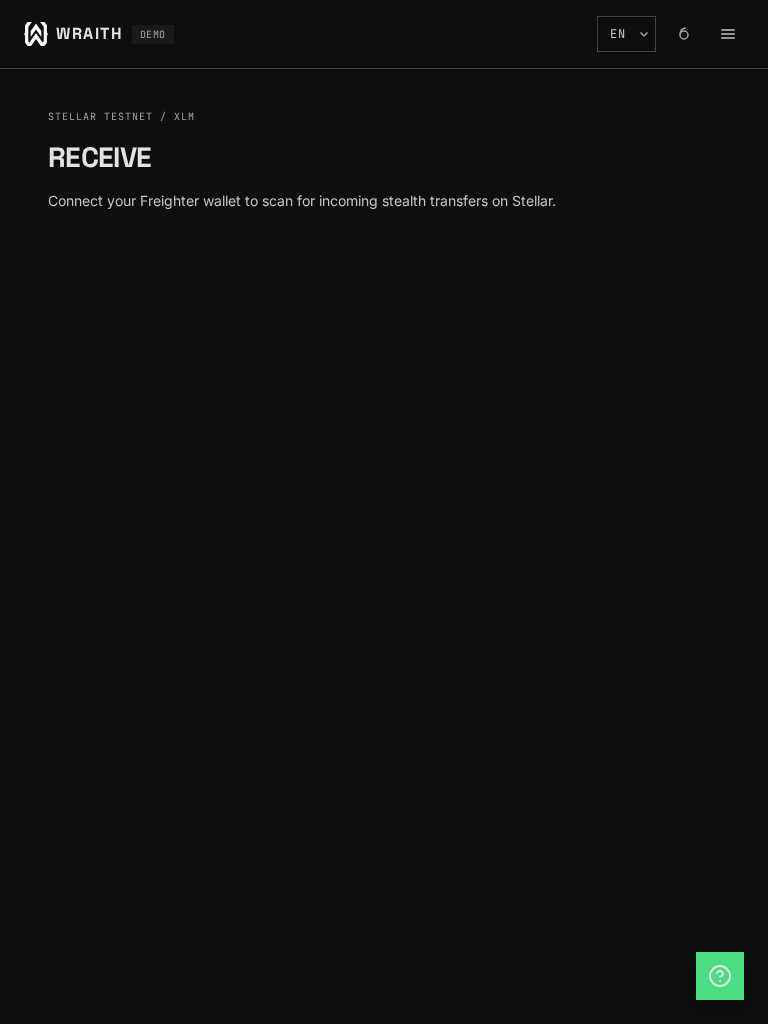 WRAITH DEMO EN
STELLAR TESTNET / XLM
RECEIVE
Connect your Freighter wallet to scan for incoming stealth transfers on Stellar.